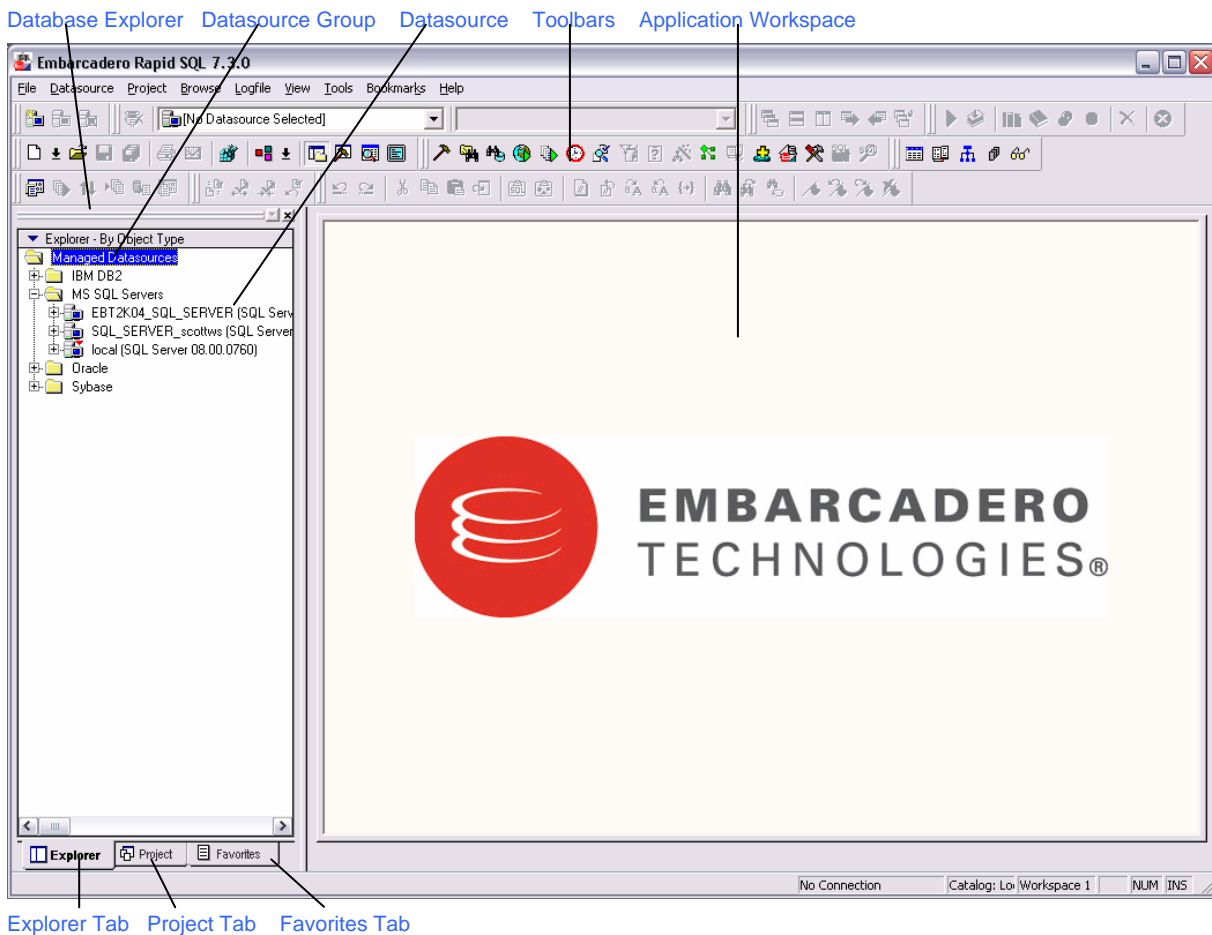 Database Explorer Datasource Group Datasource Toolbars Application Workspace
Embarcadero Rapid SQL 7.3.0
File Datasource Project Browse Logfile View Tools Bookmarks Help
[No Datasource Selected]
Explorer - By Object Type
Managed Datasources
IBM DB2
MS SQL Servers
EBT2K04_SQL_SERVER (SQL Serv
SQL_SERVER_scottws (SQL Server
local (SQL Server 08.00.0760)
Oracle
Sybase
EMBARCADERO
TECHNOLOGIES®
Explorer Project Favorites
No Connection Catalog: Lo Workspace 1 NUM INS
Explorer Tab Project Tab Favorites Tab